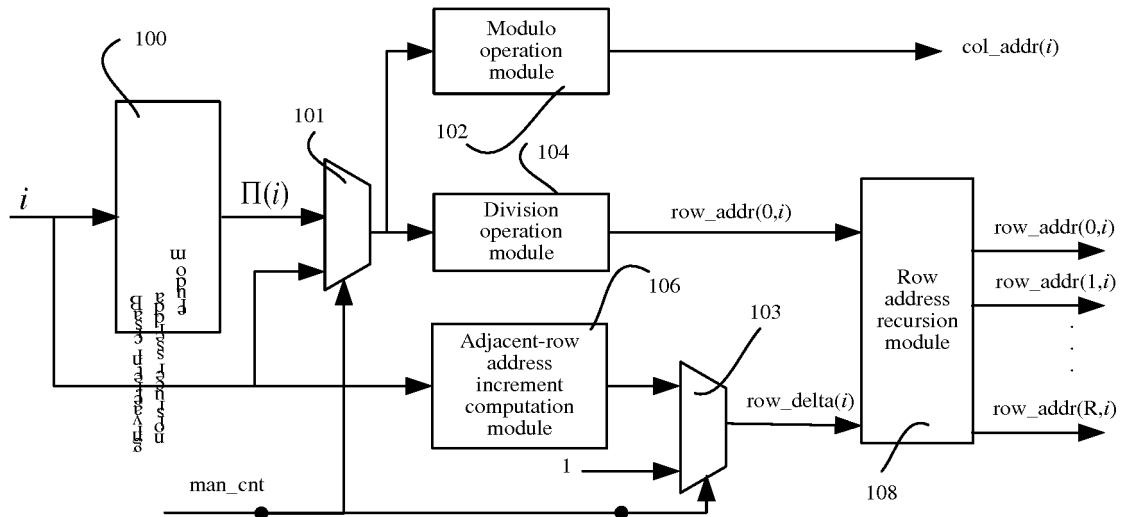 100
Modulo
operation
module
col_addr(i)
101
102
104
i
Π(i)
Division
operation
module
row_addr(0,i)
row_addr(0,i)
Row
address
recursion
module
row_addr(1,i)
106
103
Adjacent-row
address
increment
computation
module
row_delta(i)
row_addr(R,i)
1
108
man_cnt